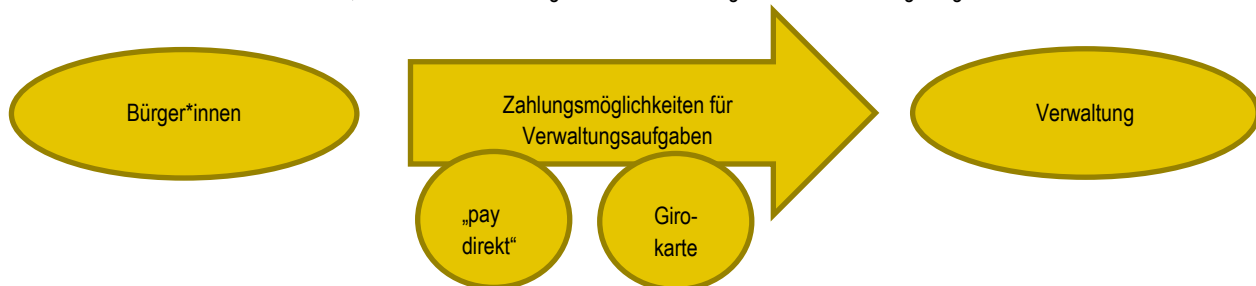 Bürger*innen
Zahlungsmöglichkeiten für
Verwaltungsaufgaben
Verwaltung
„pay
direkt“
Giro-
karte